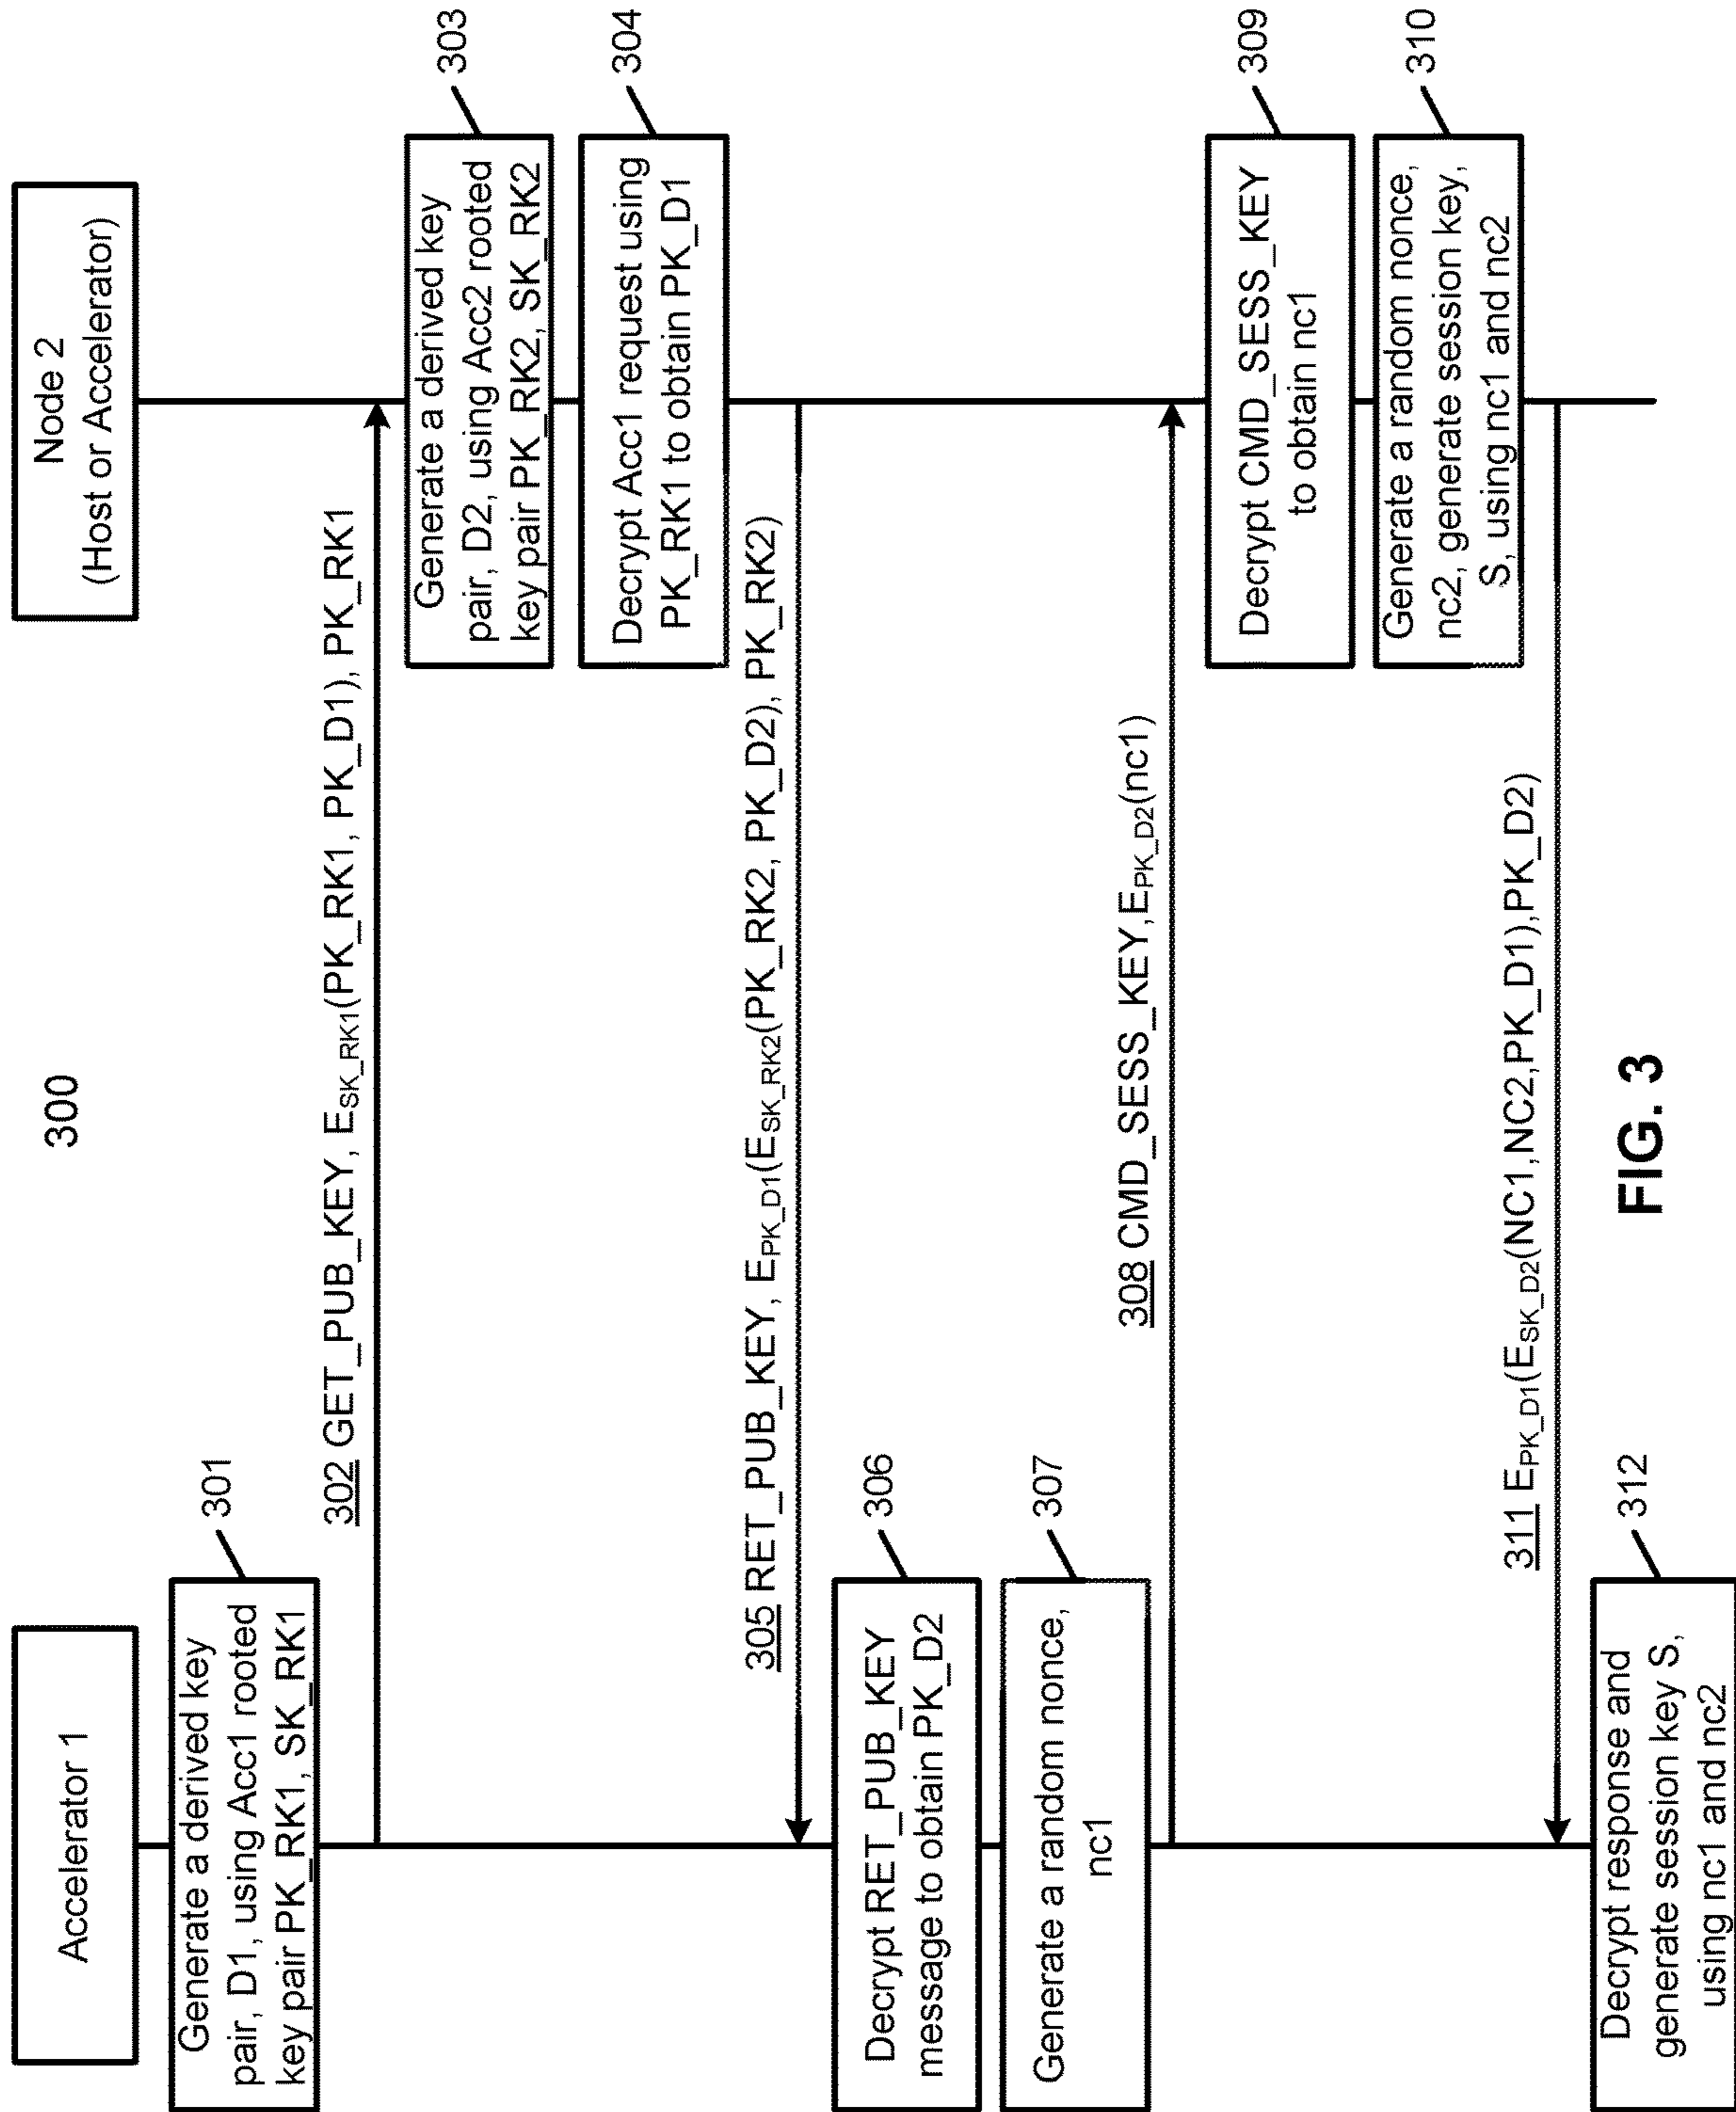 300
Accelerator 1
Node 2
(Host or Accelerator)
Generate a derived key
pair, D1, using Acc1 rooted
key pair PK_RK1, SK_RK1
301
302 GET_PUB_KEY, ESK_RK1(PK_RK1, PK_D1), PK_RK1
Generate a derived key
pair, D2, using Acc2 rooted
key pair PK_RK2, SK_RK2
303
Decrypt Acc1 request using
PK_RK1 to obtain PK_D1
304
305 RET_PUB_KEY, EPK_D1(ESK_RK2(PK_RK2, PK_D2), PK_RK2)
Decrypt RET_PUB_KEY
message to obtain PK_D2
306
Generate a random nonce,
nc1
307
308 CMD_SESS_KEY,EPK_D2(nc1)
Decrypt CMD_SESS_KEY
to obtain nc1
309
Generate a random nonce,
nc2, generate session key,
S, using nc1 and nc2
310
311 EPK_D1(ESK_D2(NC1,NC2,PK_D1),PK_D2)
Decrypt response and
generate session key S,
using nc1 and nc2
312
FIG. 3